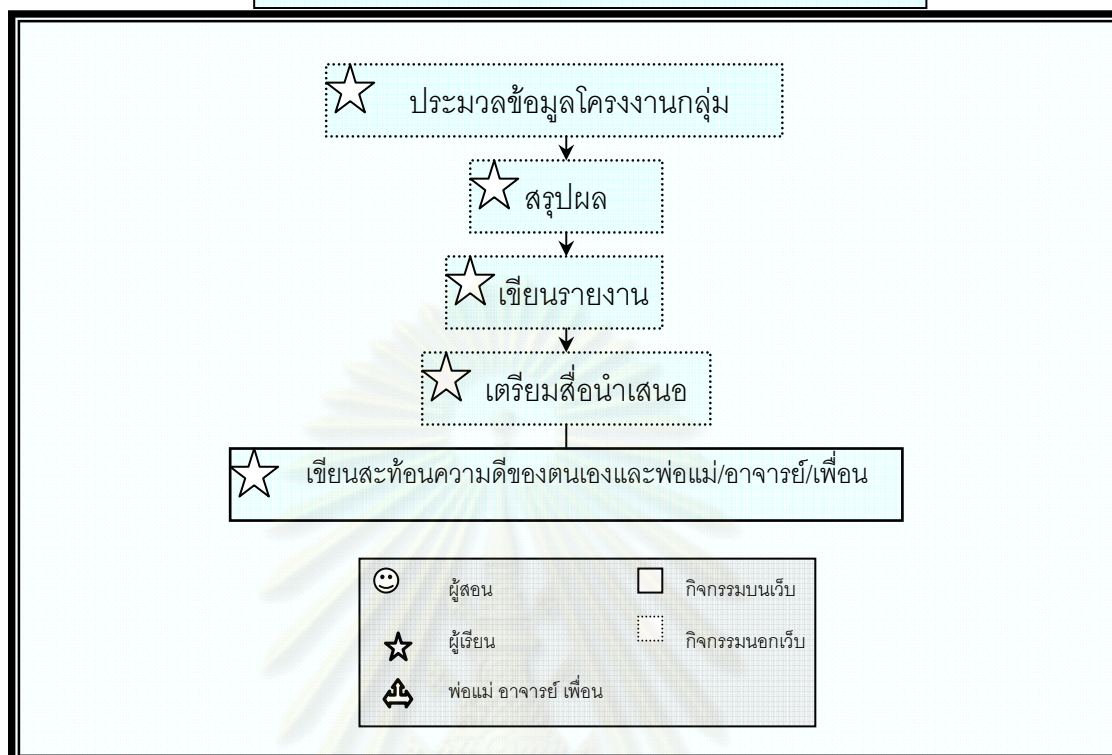 ประมวลข้อมูลโครงงานกลุ่ม
สรุปผล
เขียนรายงาน
เตรียมสื่อนำเสนอ
เขียนสะท้อนความดีของตนเองและพ่อแม่/อาจารย์/เพื่อน
ผู้สอน
กิจกรรมบนเว็บ
ผู้เรียน
กิจกรรมนอกเว็บ
พ่อแม่ อาจารย์ เพื่อน